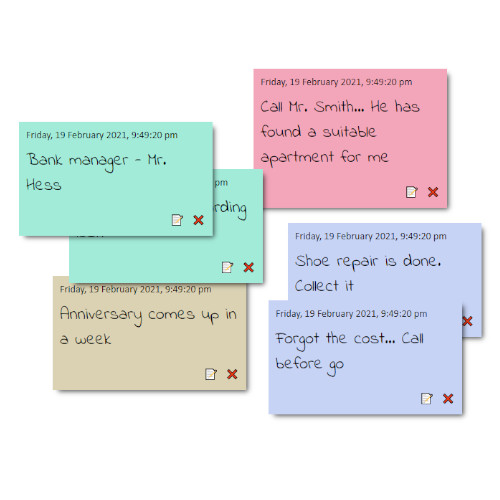 Friday, 19 February 2021, 9:49:20 pm
Call Mr. Smith... He has
found a suitable
apartment for me
Friday, 19 February 2021, 9:49:20 pm
Bank manager - Mr.
Hess
pm
Friday, 19 February 2021, 9:49:20 pm
Shoe repair is done.
Collect it
Friday, 19 February 2021, 9:49:20 pm
Anniversary comes up in
a week
Friday, 19 February 2021, 9:49:20 pm
Forgot the cost... Call
before go